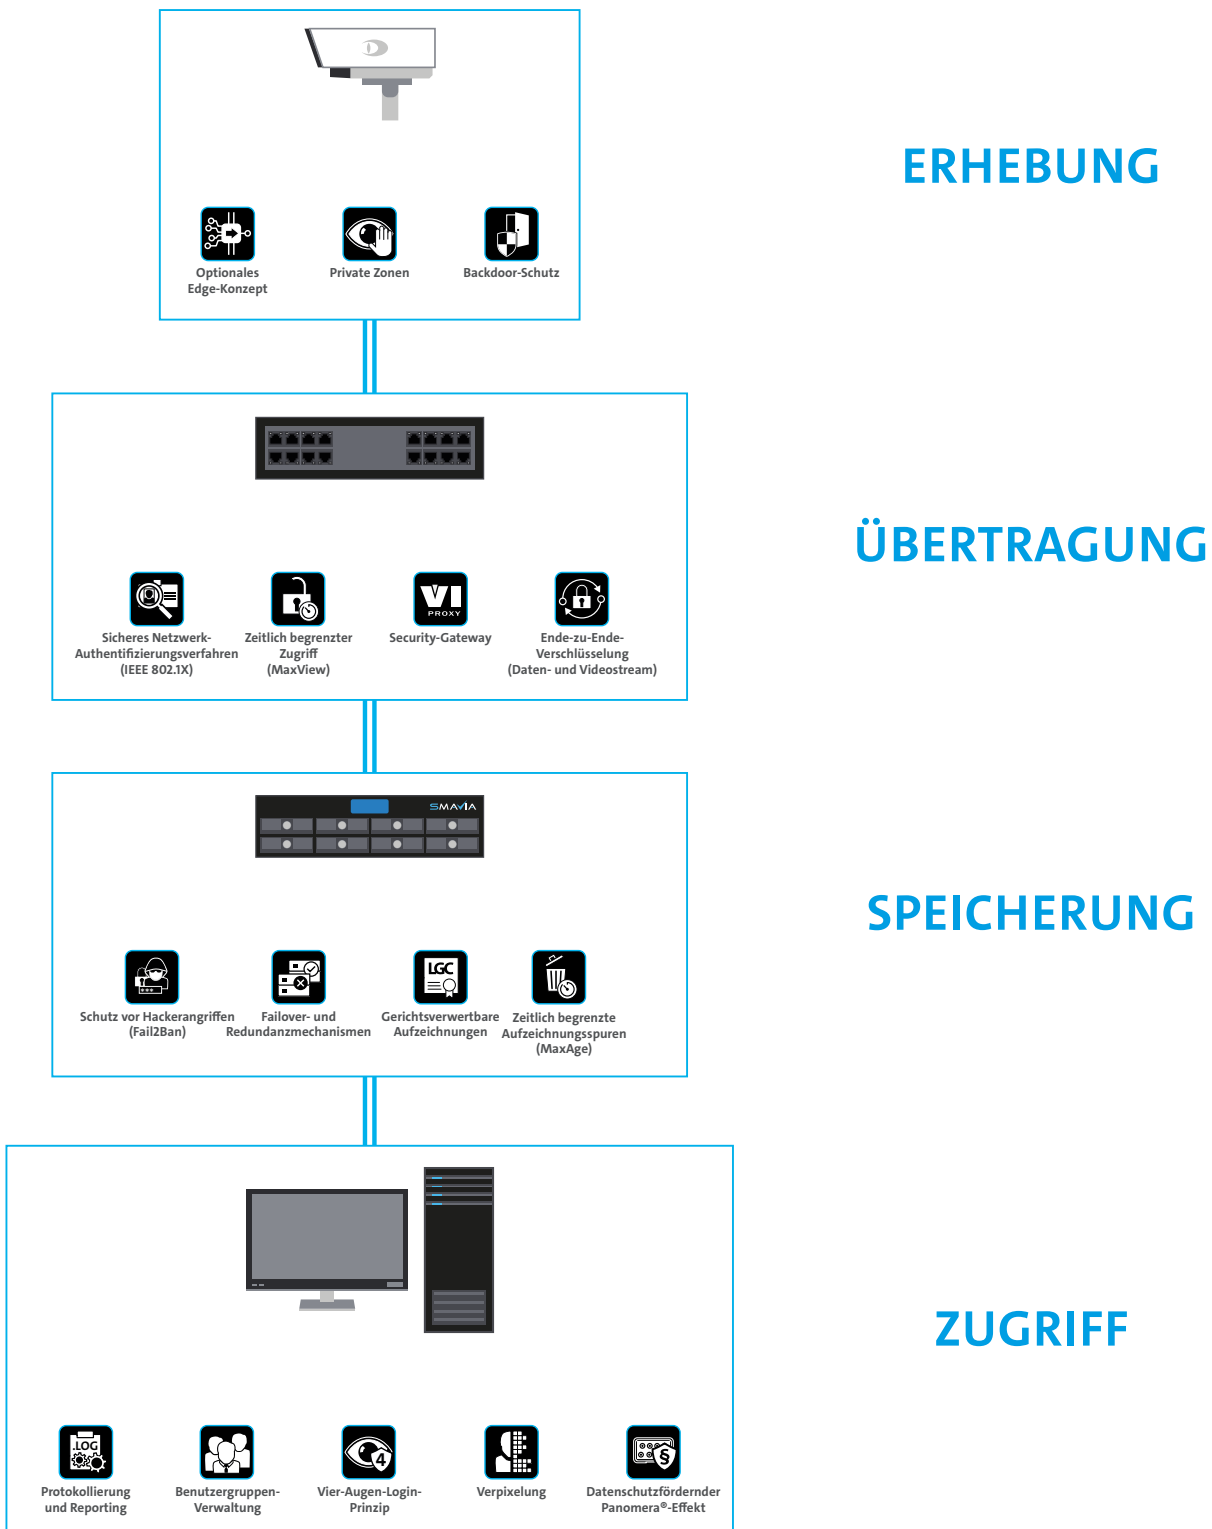 ERHEBUNG
Optionales
Edge-Konzept
Private Zonen
Backdoor-Schutz
ÜBERTRAGUNG
VI
PROXY
Sicheres Netzwerk-
Authentifizierungsverfahren
(IEEE 802.1X)
Zeitlich begrenzter
Zugriff
(MaxView)
Security-Gateway
Ende-zu-Ende-
Verschlüsselung
(Daten- und Videostream)
SMAVIA
SPEICHERUNG
LGC
Schutz vor Hackerangriffen
(Fail2Ban)
Failover- und
Redundanzmechanismen
Gerichtsverwertbare
Aufzeichnungen
Zeitlich begrenzte
Aufzeichnungsspuren
(MaxAge)
ZUGRIFF
.LOG
4
§
Protokollierung
und Reporting
Benutzergruppen-
Verwaltung
Vier-Augen-Login-
Prinzip
Verpixelung
Datenschutzfördernder
Panomera®-Effekt